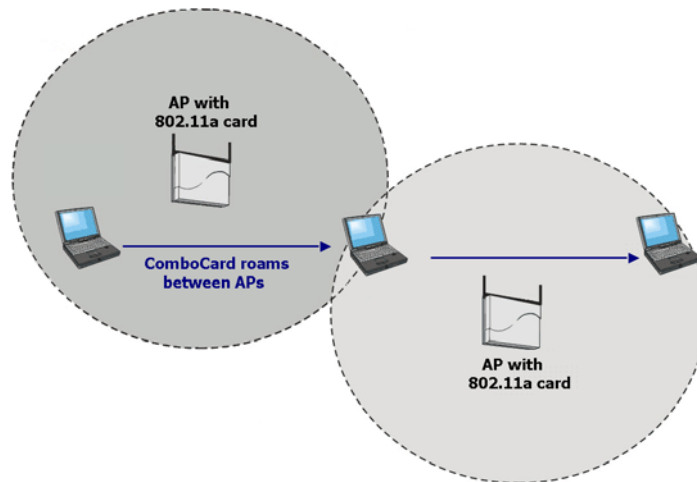 AP with
802.11a card
ComboCard roams
between APs
AP with
802.11a card